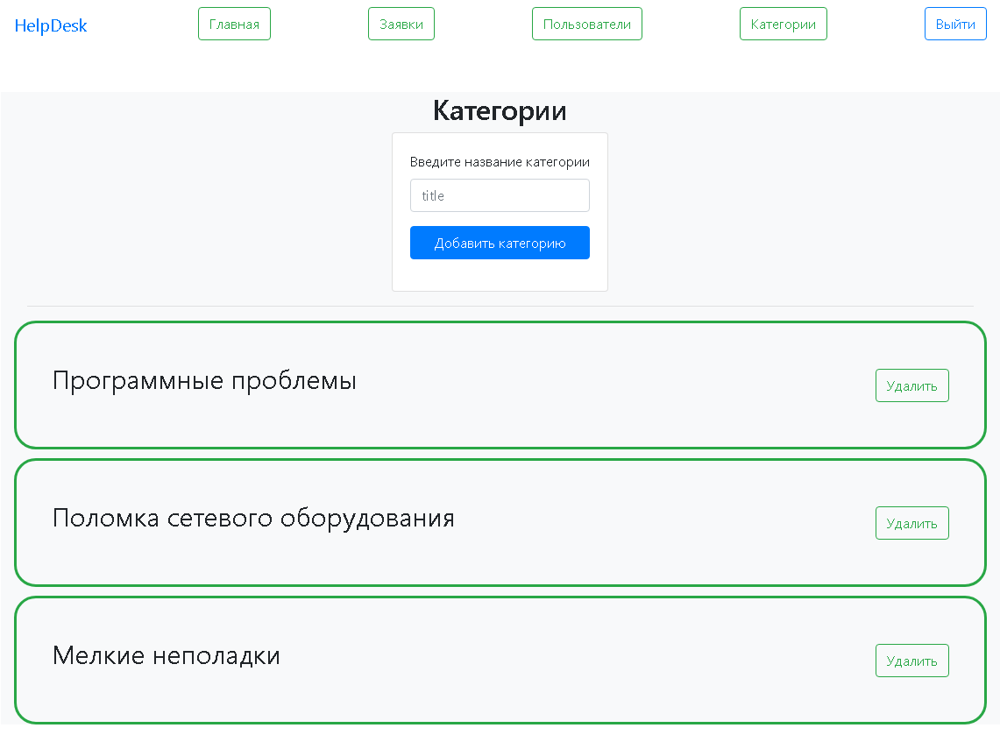 HelpDesk Главная Заявки Пользователи Категории Выйти
Категории
Введите название категории
title
Добавить категорию
Программные проблемы Удалить
Поломка сетевого оборудования Удалить
Мелкие неполадки Удалить